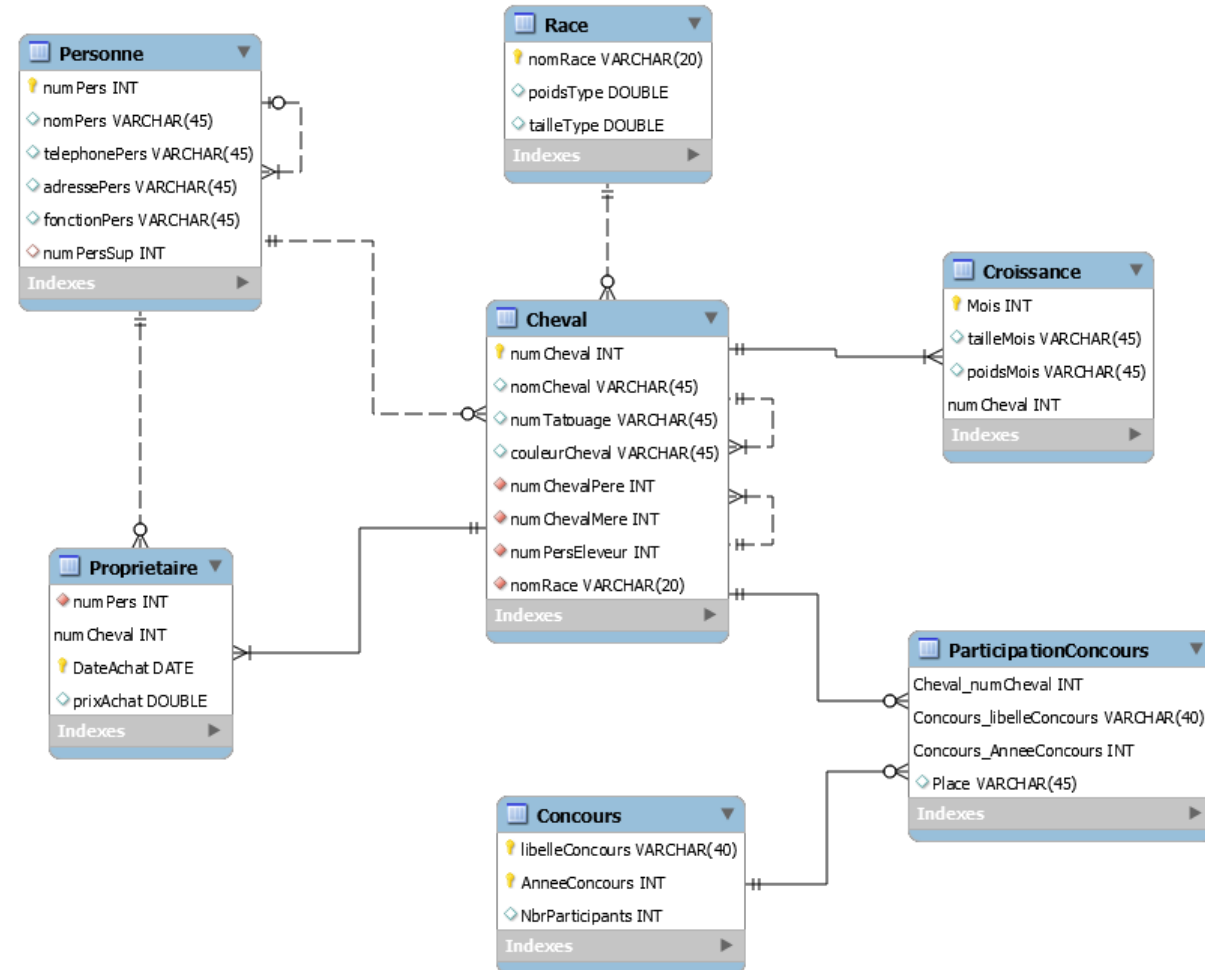 Personne
numPers INT
nomPers VARCHAR(45)
telephonePers VARCHAR(45)
adressePers VARCHAR(45)
fonctionPers VARCHAR(45)
numPersSup INT
Indexes
Race
nomRace VARCHAR(20)
poidsType DOUBLE
tailleType DOUBLE
Indexes
Croissance
Mois INT
tailleMois VARCHAR(45)
poidsMois VARCHAR(45)
numCheval INT
Indexes
Cheval
numCheval INT
nomCheval VARCHAR(45)
numTatouage VARCHAR(45)
couleurCheval VARCHAR(45)
numChevalPere INT
numChevalMere INT
numPersEleveur INT
nomRace VARCHAR(20)
Indexes
Proprietaire
numPers INT
numCheval INT
DateAchat DATE
prixAchat DOUBLE
Indexes
ParticipationConcours
Cheval_numCheval INT
Concours_libelleConcours VARCHAR(40)
Concours_AnneeConcours INT
Place VARCHAR(45)
Indexes
Concours
libelleConcours VARCHAR(40)
AnneeConcours INT
NbrParticipants INT
Indexes